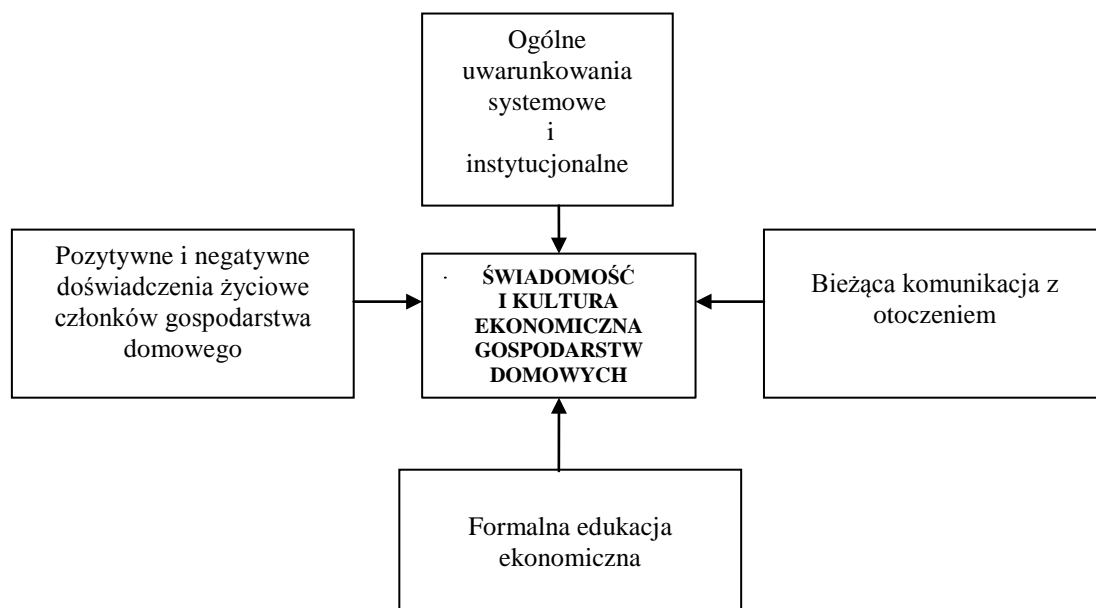 Ogólne
uwarunkowania
systemowe
i
instytucjonalne
Pozytywne i negatywne
doświadczenia życiowe
członków gospodarstwa
domowego
ŚWIADOMOŚĆ
I KULTURA
EKONOMICZNA
GOSPODARSTW
DOMOWYCH
Bieżąca komunikacja z
otoczeniem
Formalna edukacja
ekonomiczna